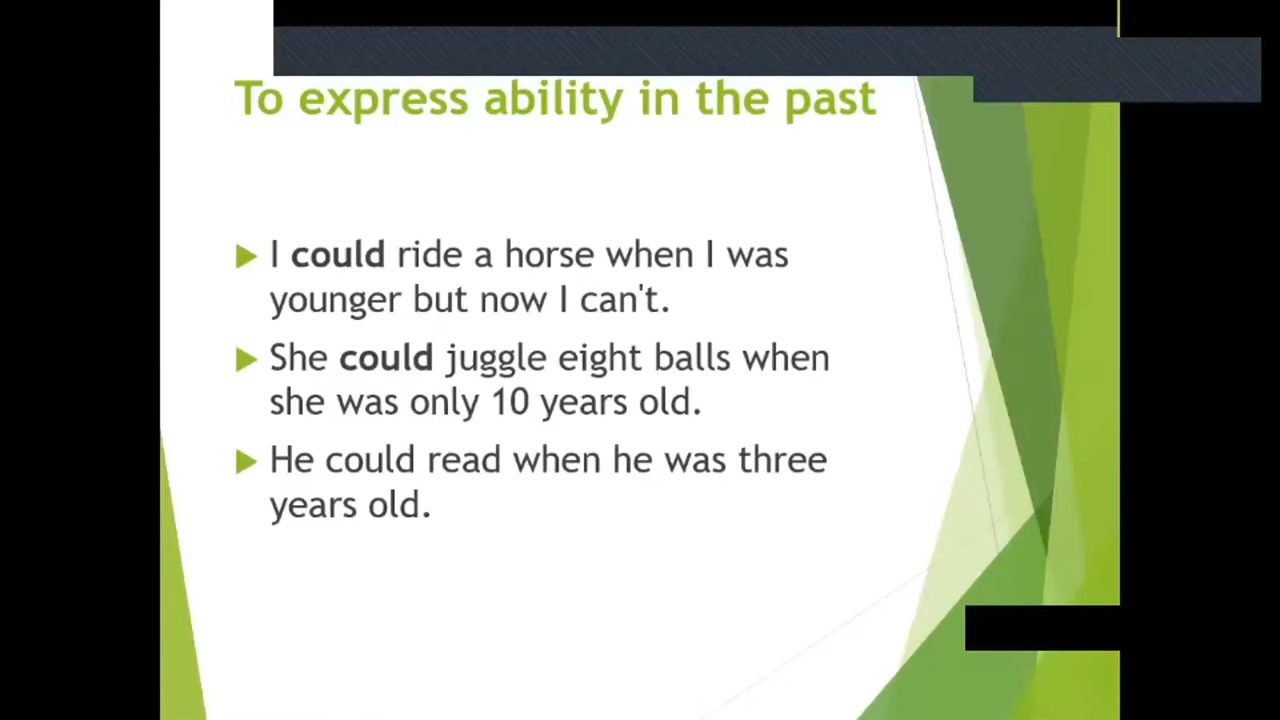 To express ability in the past
I could ride a horse when I was
younger but now I can't.
She could juggle eight balls when
she was only 10 years old.
He could read when he was three
years old.